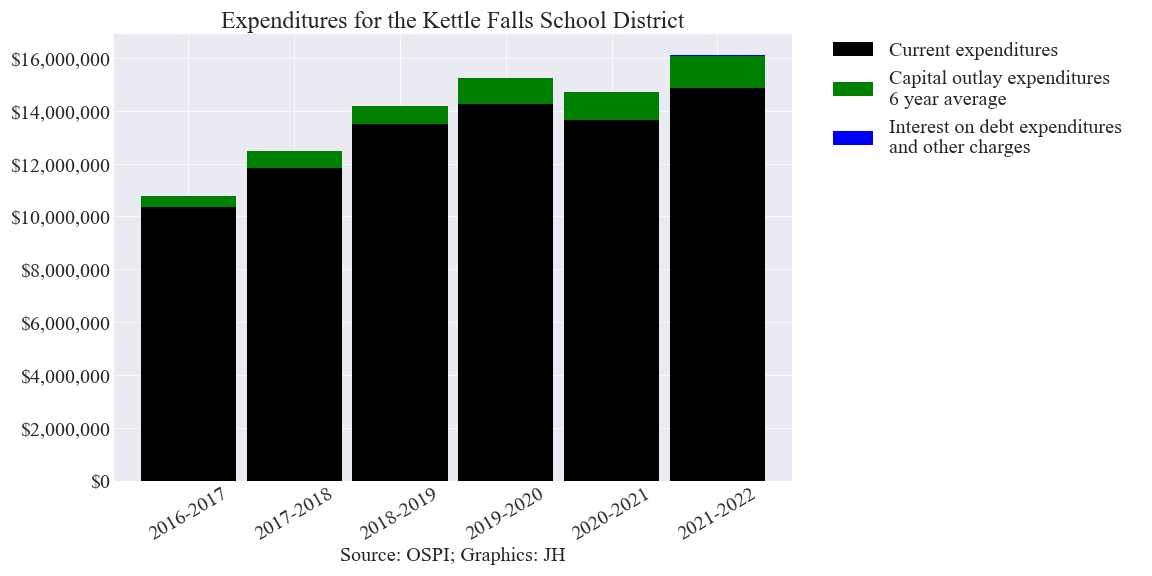 Expenditures for the Kettle Falls School District
$16,000,000
$14,000,000
$12,000,000
$10,000,000
$8,000,000
$6,000,000
$4,000,000
$2,000,000
$0
2016-2017
2017-2018
2018-2019
2019-2020
2020-2021
2021-2022
Source: OSPI; Graphics: JH
Current expenditures
Capital outlay expenditures
6 year average
Interest on debt expenditures
and other charges